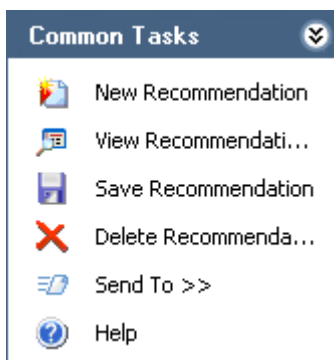 Common Tasks
New Recommendation
View Recommendati...
Save Recommendation
Delete Recommenda...
Send To >>
Help